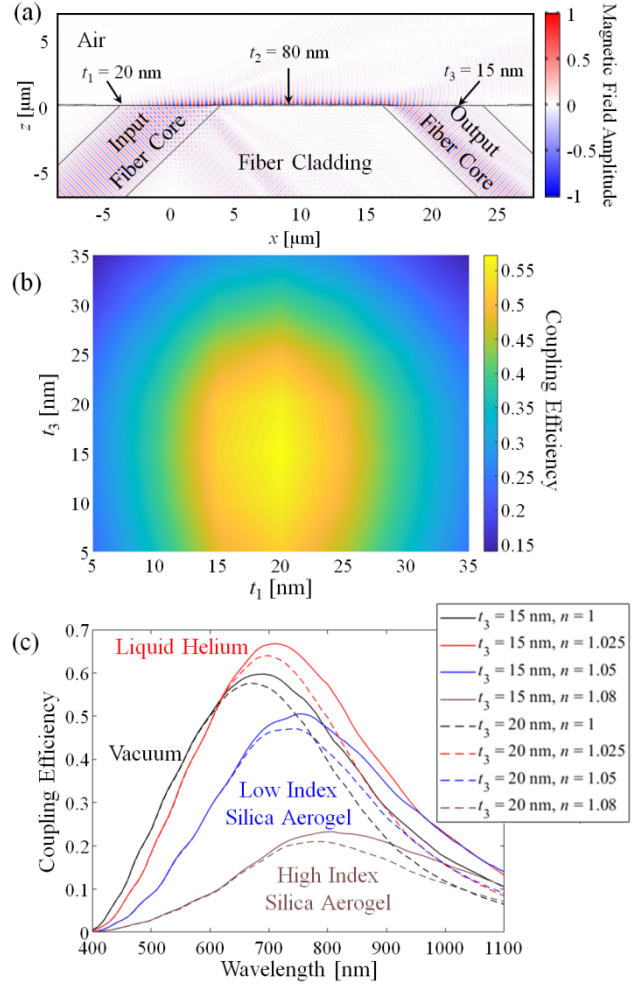 (a)
Air
t1 = 20 nm
t2 = 80 nm
t3 = 15 nm
Input
Fiber Core
Fiber Cladding
Output
Fiber Core
z [µm]
5
0
-5
-5
0
5
10
15
20
25
x [µm]
1
0.5
0
-0.5
-1
Magnetic Field
Amplitude
(b)
t3 [nm]
35
30
25
20
15
10
5
5
10
15
20
25
30
35
t1 [nm]
0.55
0.5
0.45
0.4
0.35
0.3
0.25
0.2
0.15
Coupling Efficiency
(c)
Coupling Efficiency
0.7
0.6
0.5
0.4
0.3
0.2
0.1
0
400
500
600
700
800
900
1000
1100
Wavelength [nm]
Liquid Helium
Vacuum
Low Index
Silica Aerogel
High Index
Silica Aerogel
t3 = 15 nm, n = 1
t3 = 15 nm, n = 1.025
t3 = 15 nm, n = 1.05
t3 = 15 nm, n = 1.08
t3 = 20 nm, n = 1
t3 = 20 nm, n = 1.025
t3 = 20 nm, n = 1.05
t3 = 20 nm, n = 1.08